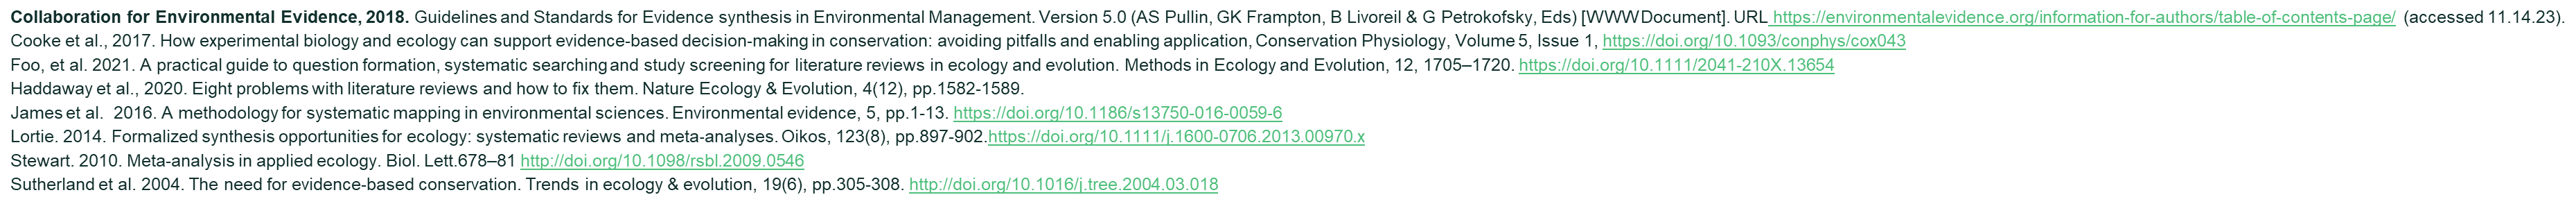 Collaboration for Environmental Evidence, 2018. Guidelines and Standards for Evidence synthesis in Environmental Management. Version 5.0 (AS Pullin, GK Frampton, B Livoreil & G Petrokofsky, Eds) [WWW Document]. URL https://environmentalevidence.org/information-for-authors/table-of-contents-page/ (accessed 11.14.23).
Cooke et al., 2017. How experimental biology and ecology can support evidence-based decision-making in conservation: avoiding pitfalls and enabling application, Conservation Physiology, Volume 5, Issue 1, https://doi.org/10.1093/conphys/cox043
Foo, et al. 2021. A practical guide to question formation, systematic searching and study screening for literature reviews in ecology and evolution. Methods in Ecology and Evolution, 12, 1705–1720. https://doi.org/10.1111/2041-210X.13654
Haddaway et al., 2020. Eight problems with literature reviews and how to fix them. Nature Ecology & Evolution, 4(12), pp.1582-1589.
James et al. 2016. A methodology for systematic mapping in environmental sciences. Environmental evidence, 5, pp.1-13. https://doi.org/10.1186/s13750-016-0059-6
Lortie. 2014. Formalized synthesis opportunities for ecology: systematic reviews and meta-analyses. Oikos, 123(8), pp.897-902.https://doi.org/10.1111/j.1600-0706.2013.00970.x
Stewart. 2010. Meta-analysis in applied ecology. Biol. Lett.678–81 http://doi.org/10.1098/rsbl.2009.0546
Sutherland et al. 2004. The need for evidence-based conservation. Trends in ecology & evolution, 19(6), pp.305-308. http://doi.org/10.1016/j.tree.2004.03.018